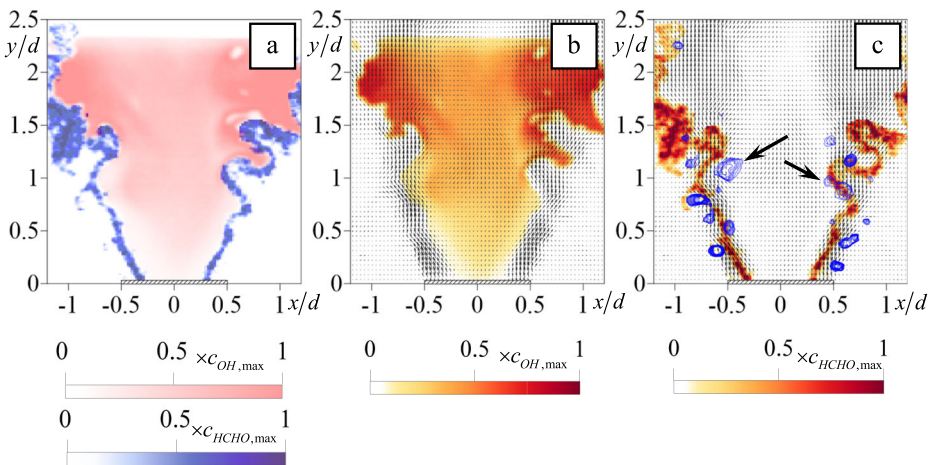 2.5 a 2.5 b 2.5 c
y/d y/d y/d
2 2 2
1.5 1.5 1.5
1 1 1
0.5 0.5 0.5
0 0 0
-1 -0.5 0 0.5 1 x/d -1 -0.5 0 0.5 1 x/d -1 -0.5 0 0.5 1 x/d
0 0.5 ×c_OH,max 1 0 0.5 ×c_OH,max 1 0 0.5 ×c_HCHO,max 1
0 0.5 ×c_HCHO,max 1